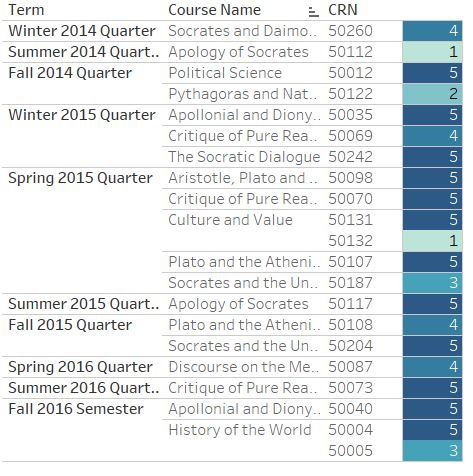 Term Course Name CRN
Winter 2014 Quarter Socrates and Daimo.. 50260 4
Summer 2014 Quart.. Apology of Socrates 50112 1
Fall 2014 Quarter Political Science 50012 5
Pythagoras and Nat.. 50122 2
Winter 2015 Quarter Apollonial and Diony.. 50035 5
Critique of Pure Rea.. 50069 4
The Socratic Dialogue 50242 5
Spring 2015 Quarter Aristotle, Plato and .. 50098 5
Critique of Pure Rea.. 50070 5
Culture and Value 50131 5
50132 1
Plato and the Atheni.. 50107 5
Socrates and the Un.. 50187 3
Summer 2015 Quart.. Apology of Socrates 50117 5
Fall 2015 Quarter Plato and the Atheni.. 50108 4
Socrates and the Un.. 50204 5
Spring 2016 Quarter Discourse on the Me.. 50087 4
Summer 2016 Quart.. Critique of Pure Rea.. 50073 5
Fall 2016 Semester Apollonial and Diony.. 50040 5
History of the World 50004 5
50005 3